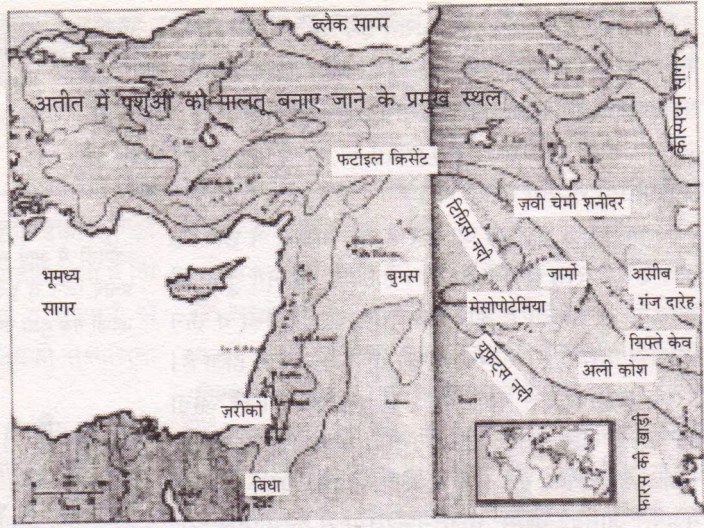 ब्लैक सागर
कैस्पियन सागर
अतीत में पशुओं को पालतू बनाए जाने के प्रमुख स्थल
फर्टाइल क्रिसेंट
ज़वी चेमी शनीदर
टिग्रिस नदी
भूमध्य
सागर
बुग्रस
जार्मो
असीब
गंज दारेह
मेसोपोटेमिया
यिफ्ते केव
युफ्रेट्स नदी
अली कोश
ज़रीको
फारस की खाड़ी
बिधा